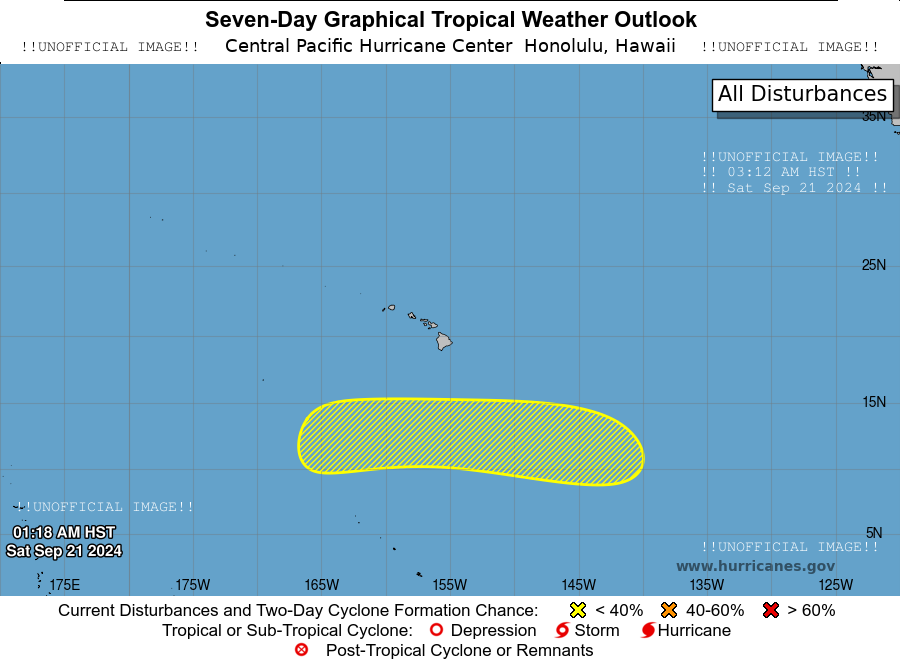 Seven-Day Graphical Tropical Weather Outlook
!!UNOFFICIAL IMAGE!! Central Pacific Hurricane Center Honolulu, Hawaii !!UNOFFICIAL IMAGE!!
All Disturbances
35N
!!UNOFFICIAL IMAGE!!
!! 03:12 AM HST !!
!! Sat Sep 21 2024 !!
25N
15N
!!UNOFFICIAL IMAGE!!
01:18 AM HST
5N
Sat Sep 21 2024
!!UNOFFICIAL IMAGE!!
www.hurricanes.gov
175E 175W 165W 155W 145W 135W 125W
Current Disturbances and Two-Day Cyclone Formation Chance: < 40% 40-60% > 60%
Tropical or Sub-Tropical Cyclone: Depression Storm Hurricane
Post-Tropical Cyclone or Remnants